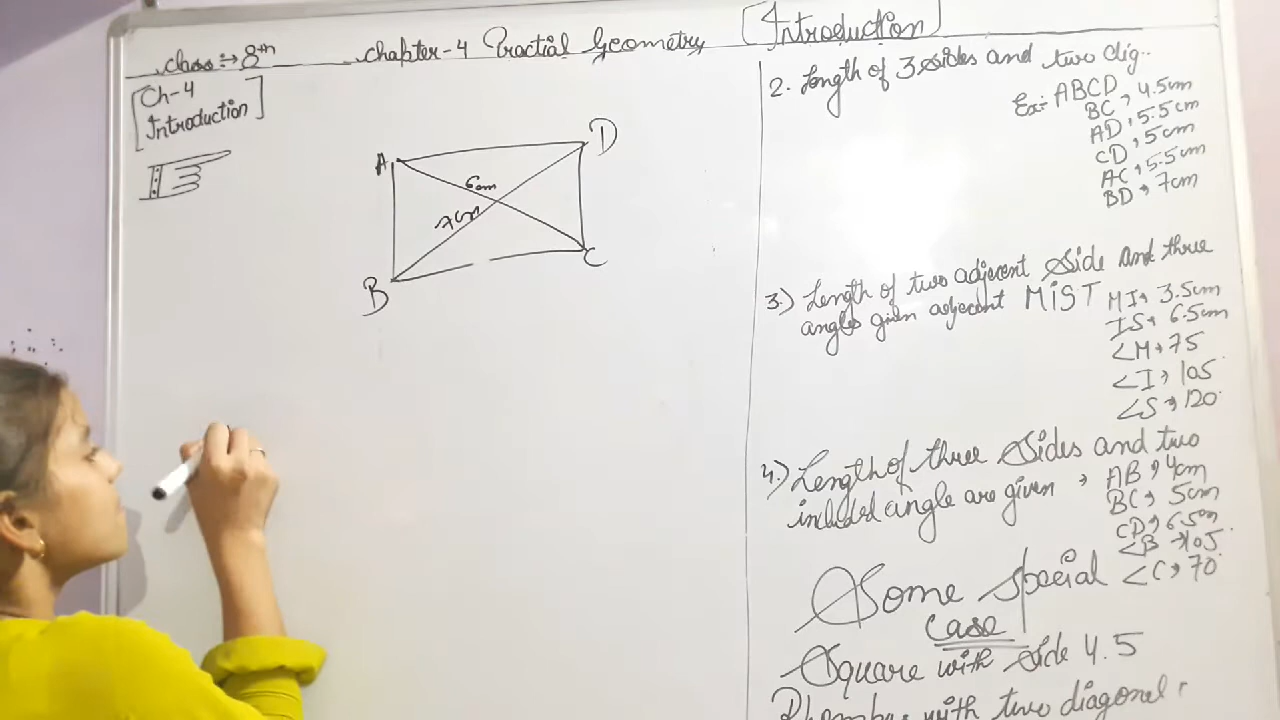 class :→ 8th
chapter-4 Practial Geometry
[Introduction]
[Ch-4
Introduction]
A
D
6cm
7cm
B
C
2. Length of 3 sides and two dig..
Ex:- ABCD
BC → 4.5cm
AD → 5.5cm
CD → 5cm
AC → 5.5cm
BD → 7cm
3.) Length of two adjecent Side and three
angles given adjecent MIST MI → 3.5cm
IS → 6.5cm
∠M → 75
∠I → 105
∠S → 120
4.) Length of three Sides and two
included angle are given → AB → 4cm
BC → 5cm
CD → 6.5cm
∠B → 105
∠C → 70
Some special
case
Square with side 4.5
Rhombus with two diagonel